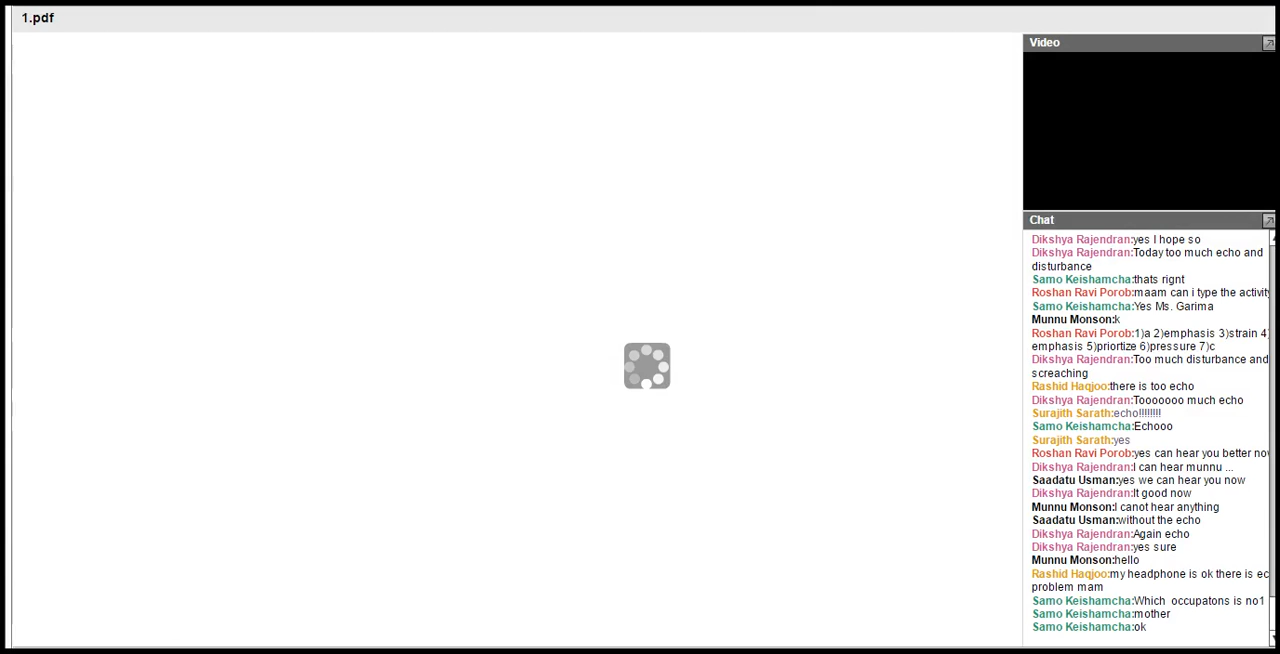 1.pdf
Video
Chat
Dikshya Rajendran:yes I hope so
Dikshya Rajendran:Today too much echo and
disturbance
Samo Keishamcha:thats rignt
Roshan Ravi Porob:maam can i type the activity
Samo Keishamcha:Yes Ms. Garima
Munnu Monson:k
Roshan Ravi Porob:1)a 2)emphasis 3)strain 4)
emphasis 5)priortize 6)pressure 7)c
Dikshya Rajendran:Too much disturbance and
screaching
Rashid Haqjoo:there is too echo
Dikshya Rajendran:Tooooooo much echo
Surajith Sarath:echo!!!!!!!!
Samo Keishamcha:Echooo
Surajith Sarath:yes
Roshan Ravi Porob:yes can hear you better now
Dikshya Rajendran:I can hear munnu ...
Saadatu Usman:yes we can hear you now
Dikshya Rajendran:It good now
Munnu Monson:I canot hear anything
Saadatu Usman:without the echo
Dikshya Rajendran:Again echo
Dikshya Rajendran:yes sure
Munnu Monson:hello
Rashid Haqjoo:my headphone is ok there is ec
problem mam
Samo Keishamcha:Which occupatons is no1
Samo Keishamcha:mother
Samo Keishamcha:ok